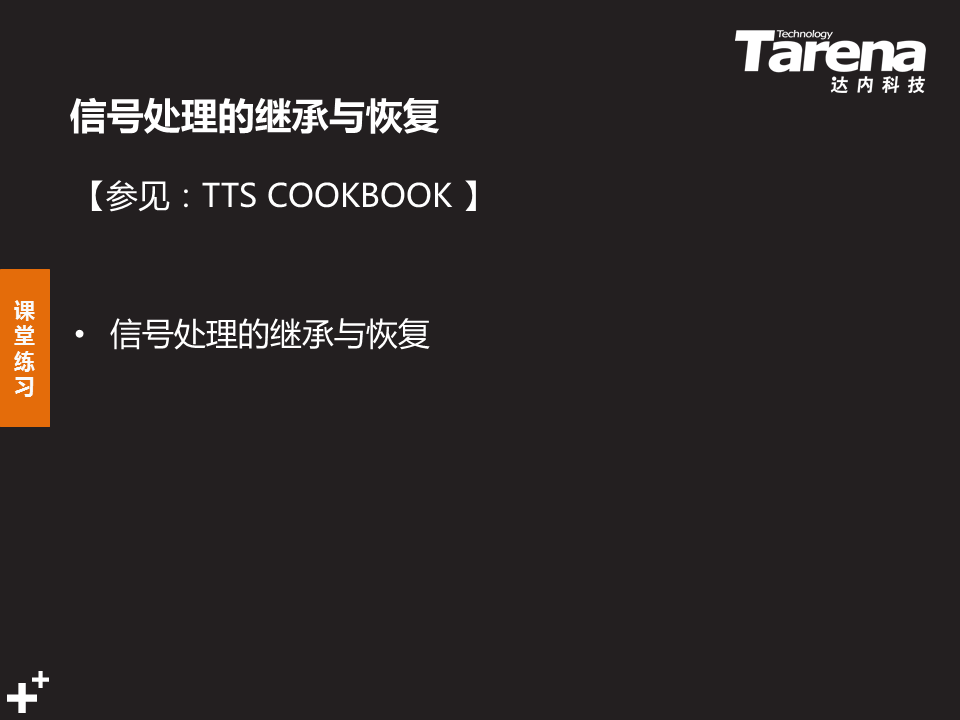 Technology
Tarena
达内科技
信号处理的继承与恢复
【参见：TTS COOKBOOK 】
课堂练习
• 信号处理的继承与恢复